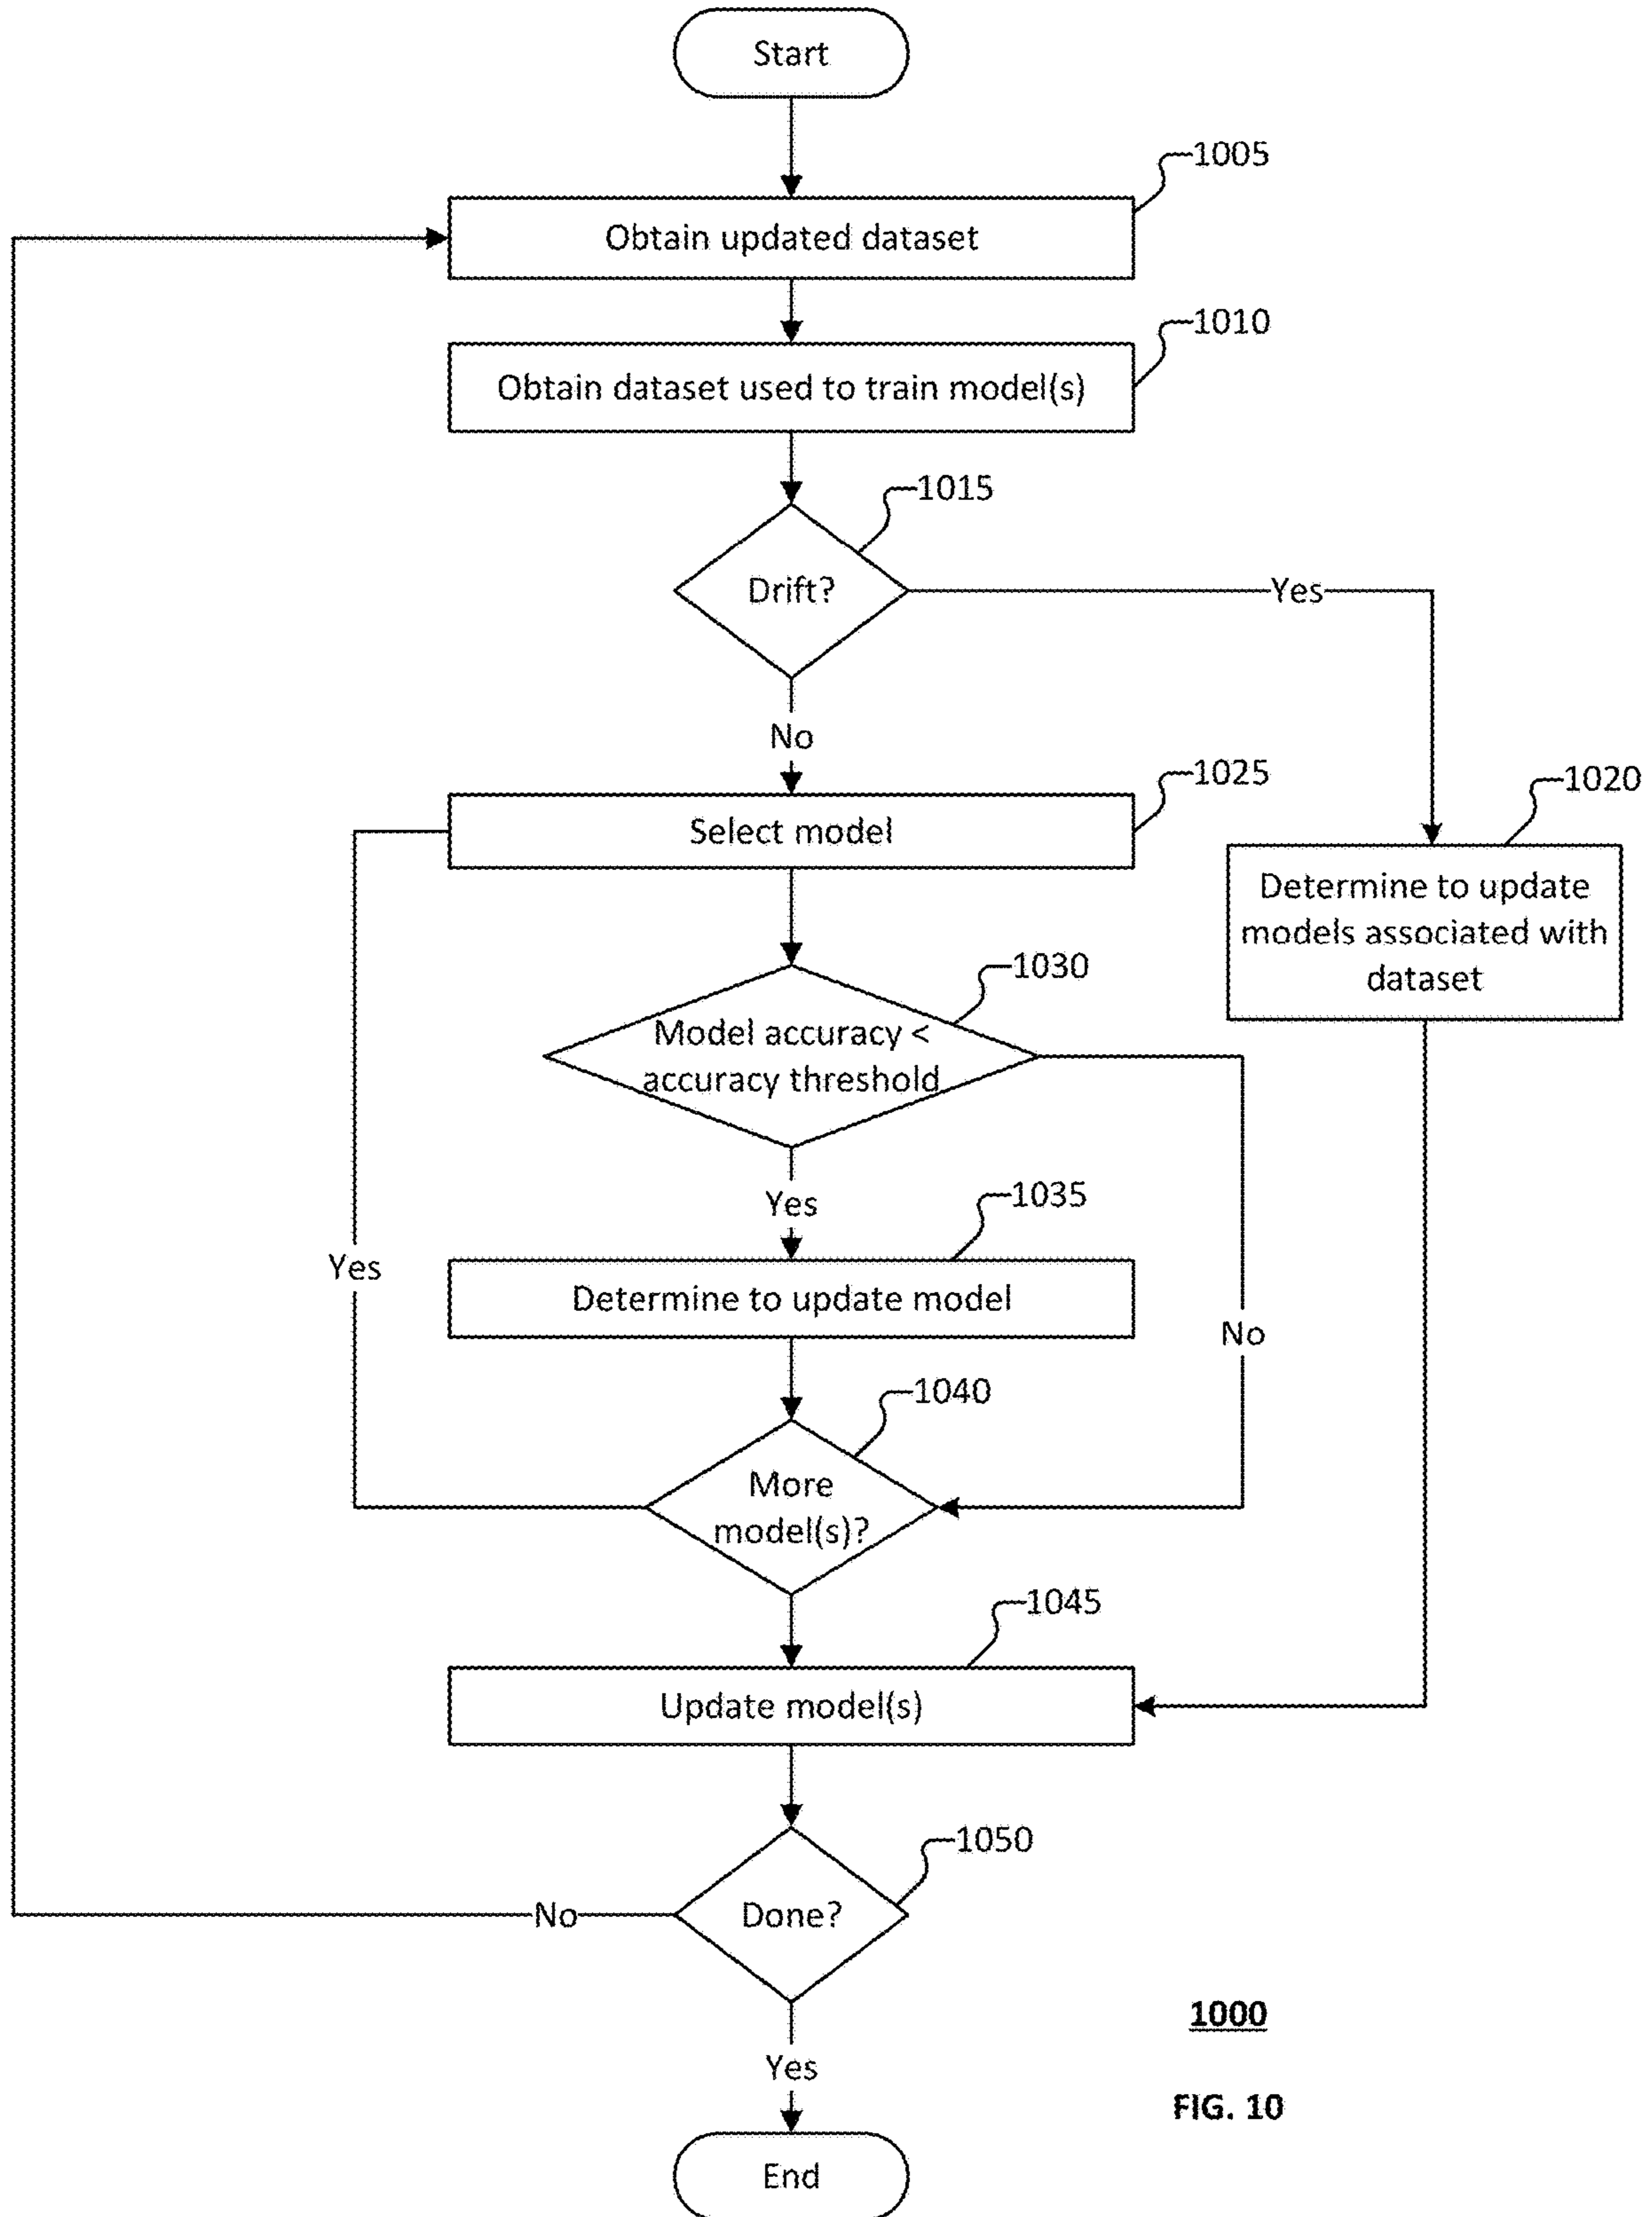 Start
1005
Obtain updated dataset
1010
Obtain dataset used to train model(s)
1015
Drift?
Yes
No
1025
Select model
1020
Determine to update
models associated with
dataset
1030
Model accuracy <
accuracy threshold
Yes
1035
Yes
Determine to update model
No
1040
More
model(s)?
1045
Update model(s)
1050
Done?
No
1000
Yes
FIG. 10
End